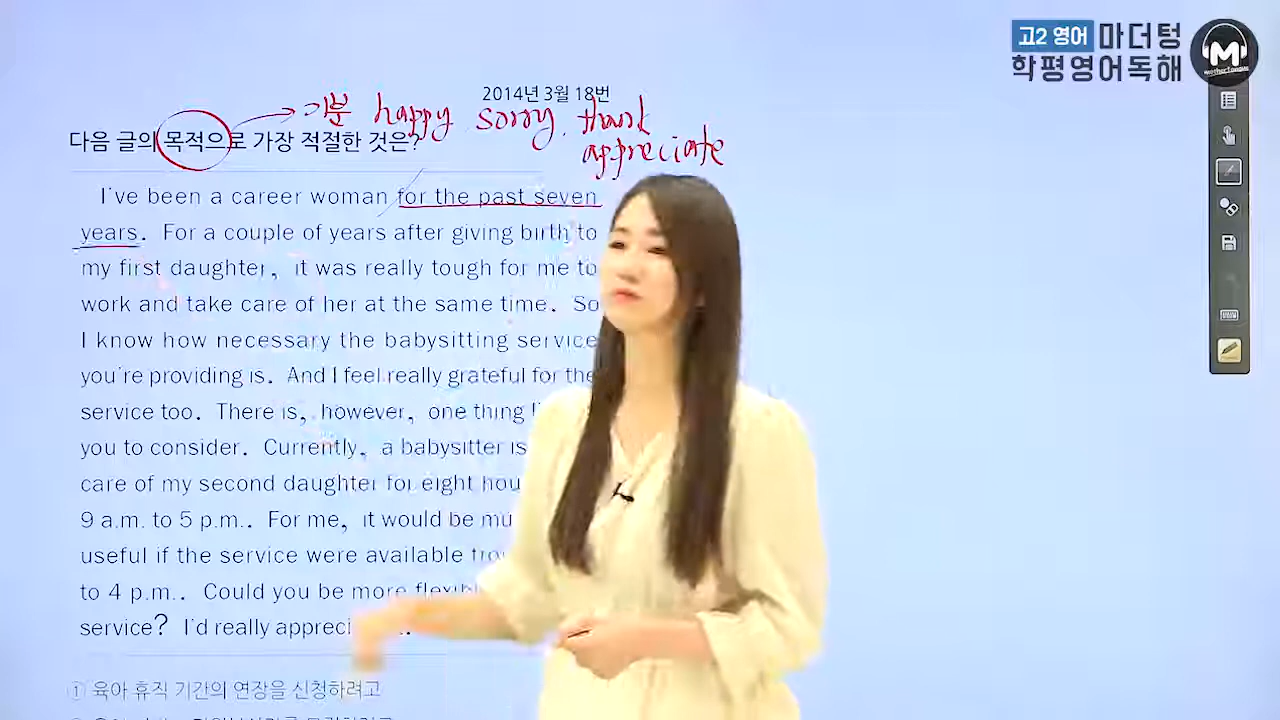 고2 영어 마더텅
학평영어독해
2014년 3월 18번
기분 happy sorry, thank
appreciate
다음 글의 목적으로 가장 적절한 것은?
I've been a career woman for the past seven
years. For a couple of years after giving birth to
my first daughter, it was really tough for me to
work and take care of her at the same time. So
I know how necessary the babysitting service
you're providing is. And I feel really grateful for the
service too. There is, however, one thing
you to consider. Currently, a babysitter is
care of my second daughter for eight
9 a.m. to 5 p.m.. For me, it would be
useful if the service were available
to 4 p.m.. Could you be more
service? I'd really
① 육아 휴직 기간의 연장을 신청하려고